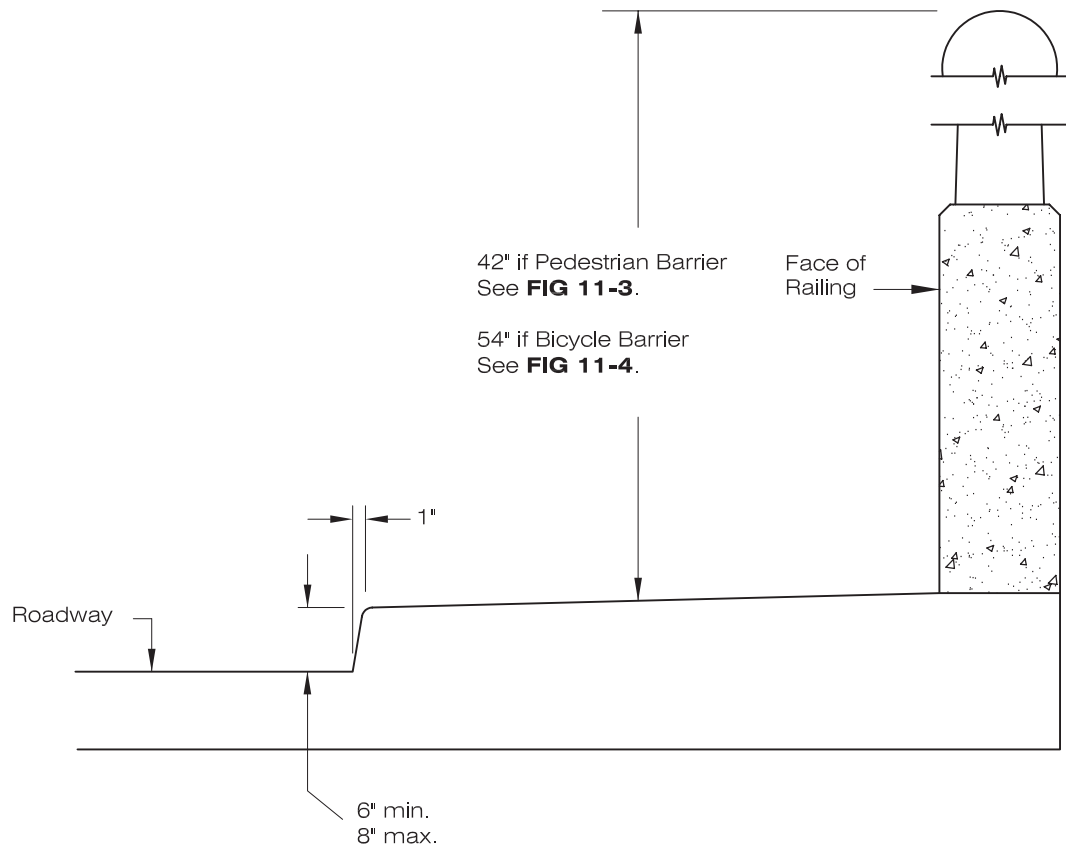 42" if Pedestrian Barrier
See FIG 11-3.
54" if Bicycle Barrier
See FIG 11-4.
Face of
Railing
1"
Roadway
6" min.
8" max.